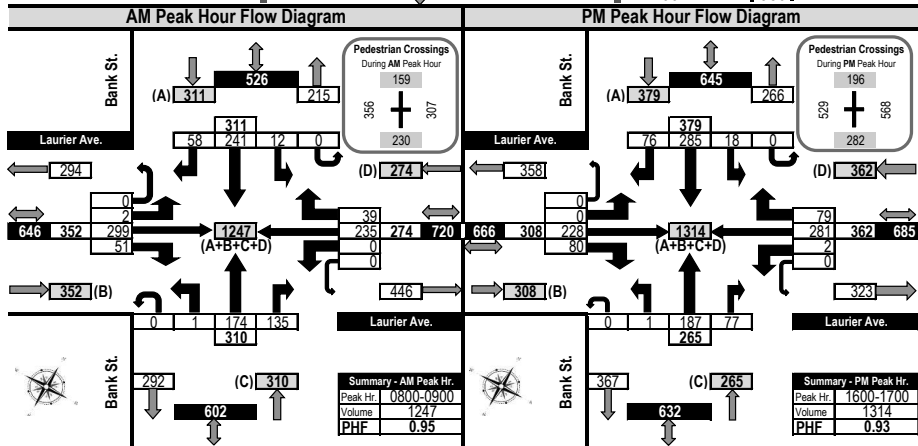 AM Peak Hour Flow Diagram
Bank St.
526
(A) 311
215
Pedestrian Crossings
During AM Peak Hour
159
356
307
230
311
58 241 12 0
Laurier Ave.
294
(D) 274
0
2
646 352 299
51
1247
(A+B+C+D)
39
235 274 720
0
0
352 (B)
446
0 1 174 135
310
Laurier Ave.
Bank St.
292
(C) 310
602
Summary - AM Peak Hr.
Peak Hr. 0800-0900
Volume 1247
PHF 0.95
PM Peak Hour Flow Diagram
Bank St.
645
(A) 379
266
Pedestrian Crossings
During PM Peak Hour
196
529
568
282
379
76 285 18 0
Laurier Ave.
358
(D) 362
0
0
666 308 228
80
1314
(A+B+C+D)
79
281 362 685
2
0
308 (B)
323
0 1 187 77
265
Laurier Ave.
Bank St.
367
(C) 265
632
Summary - PM Peak Hr.
Peak Hr. 1600-1700
Volume 1314
PHF 0.93